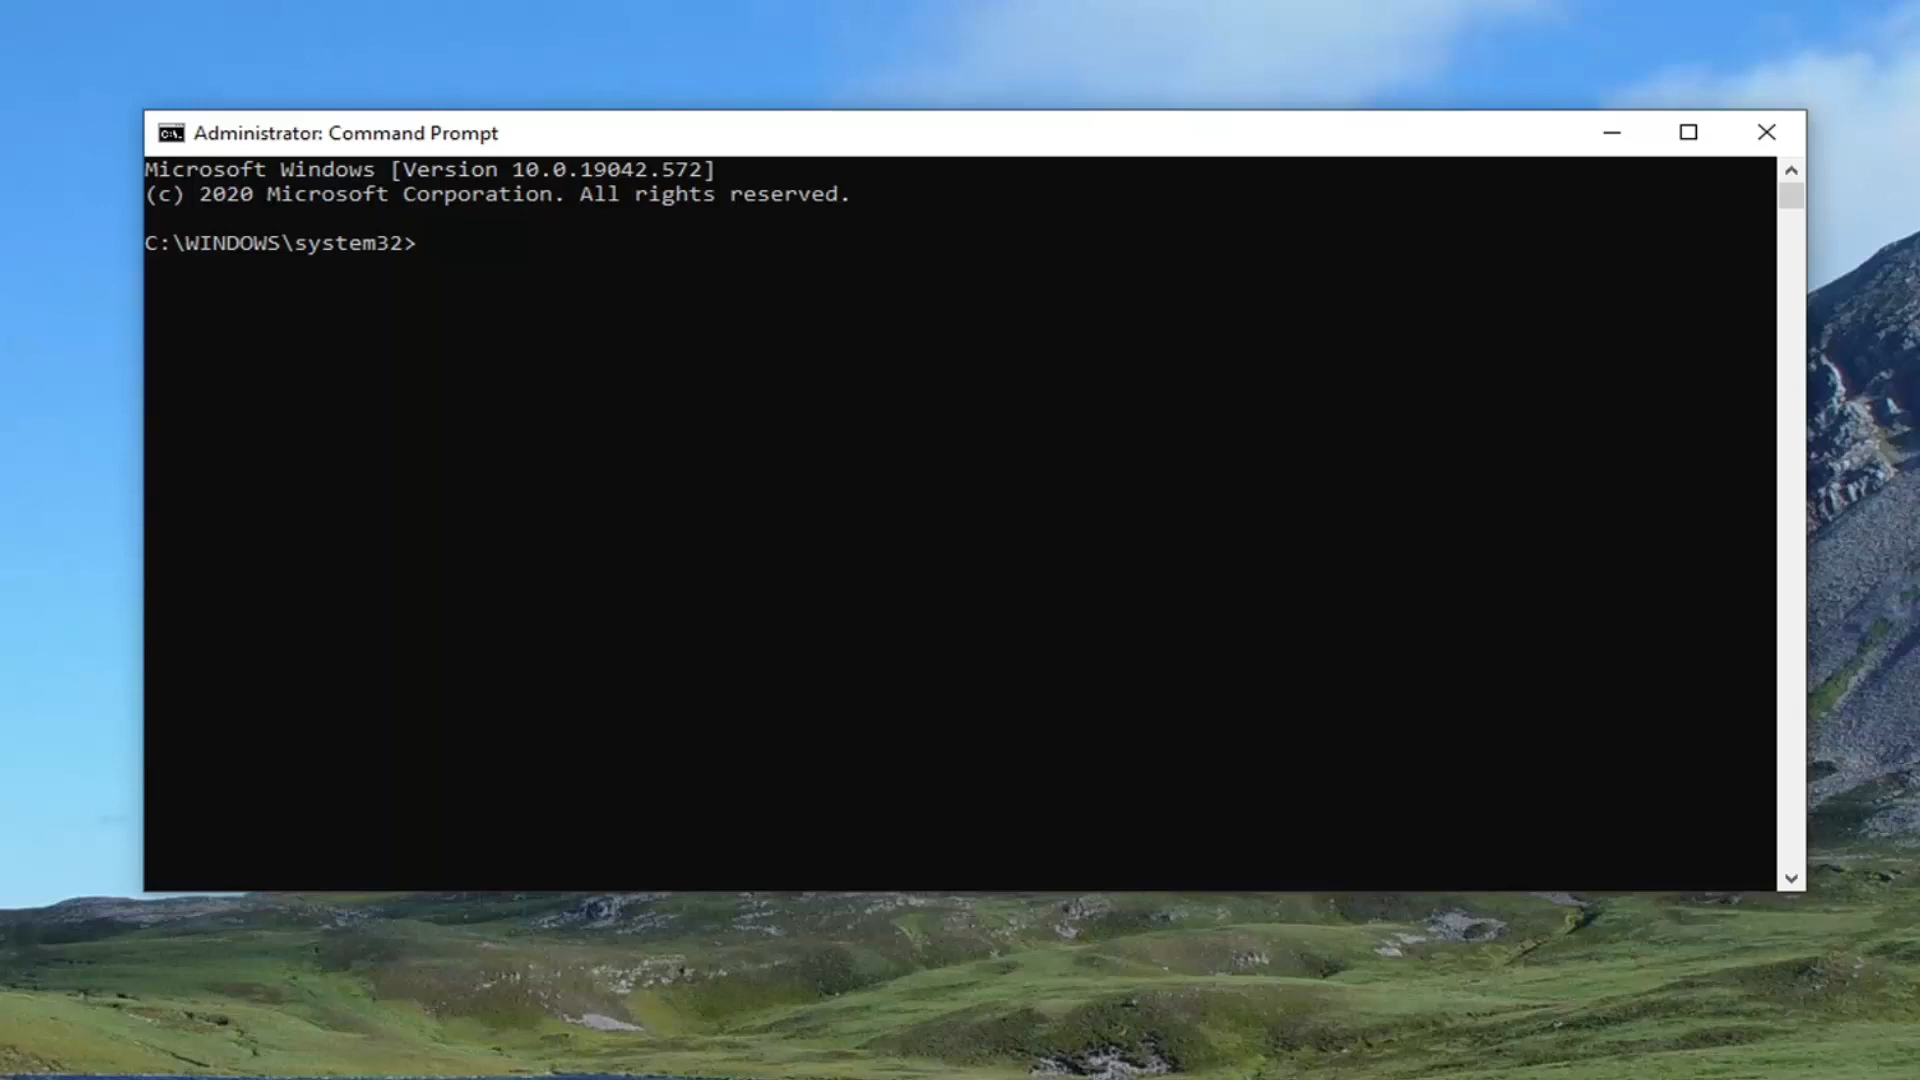 Administrator: Command Prompt
Microsoft Windows [Version 10.0.19042.572]
(c) 2020 Microsoft Corporation. All rights reserved.
C:\WINDOWS\system32>